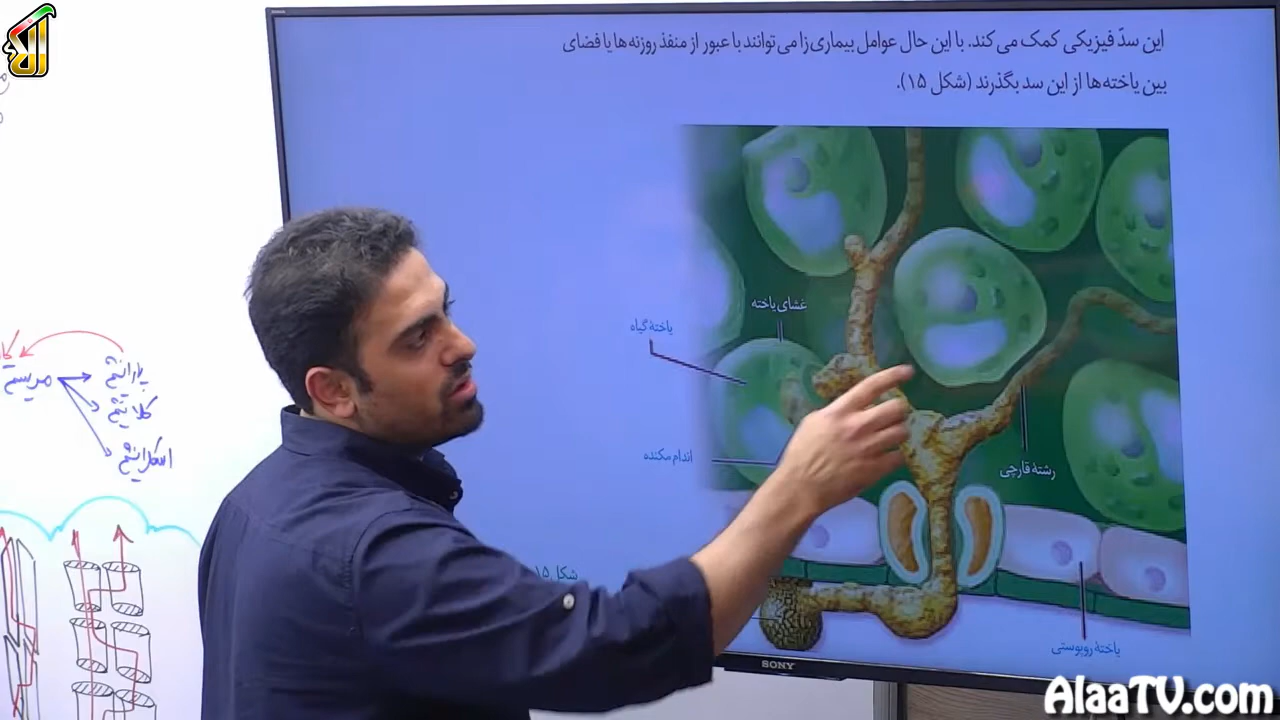 آلاء
این سدّ فیزیکی کمک می‌کند. با این حال عوامل بیماری‌زا می‌توانند با عبور از منفذ روزنه‌ها یا فضای
بین یاخته‌ها از این سد بگذرند (شکل ۱۵).
غشای یاخته
یاختهٔ گیاه
اندام مکنده
رشتهٔ قارچی
شکل ۱۵
یاختهٔ روپوستی
پارانشیم
مریستم
کلانشیم
اسکلرانشیم
SONY
AlaaTV.com